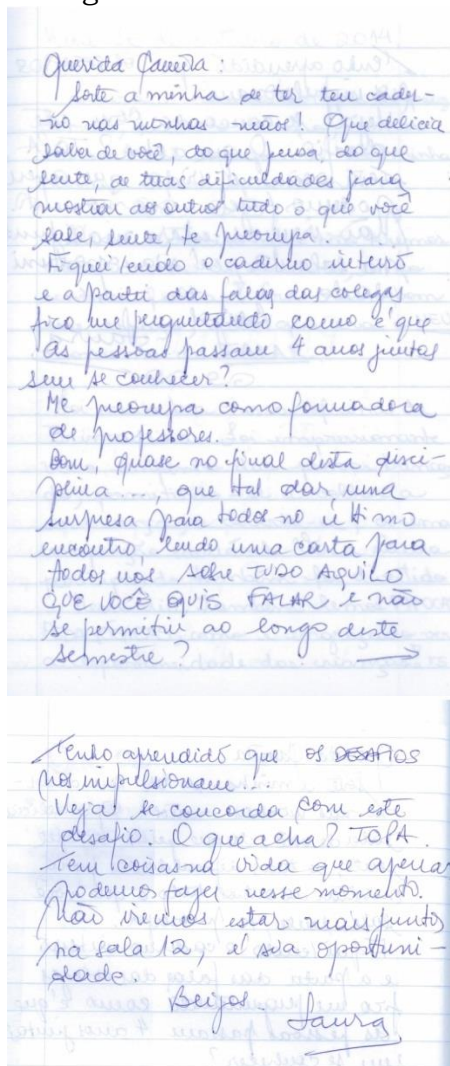 Querida Camila:
Sorte a minha de ter teu cader-
-no nas minhas mãos! Que delícia
saber de você, do que pensa, do que
sente, de tuas dificuldades para
mostrar aos outros tudo o que você
sabe, sente, te preocupa.
Fiquei lendo o caderno inteiro
e a partir das falas das colegas
fico me perguntando como é que
as pessoas passam 4 anos juntas
sem se conhecer?
Me preocupa como formadora
de professores.
Bom, quase no final desta disci-
plina..., que tal dar uma
surpresa para todos no último
encontro, lendo uma carta para
todos nós sobre TUDO AQUILO
QUE VOCÊ QUIS FALAR e não
se permitiu ao longo deste
semestre?
Tenho aprendido que os DESAFIOS
nos impulsionam!!
Veja se concorda com este
desafio. O que acha? TOPA.
Tem coisas na vida que apenas
podemos fazer nesse momento.
Não iremos estar mais juntos
na sala 12, é sua oportuni-
dade.
Beijos.
Laura